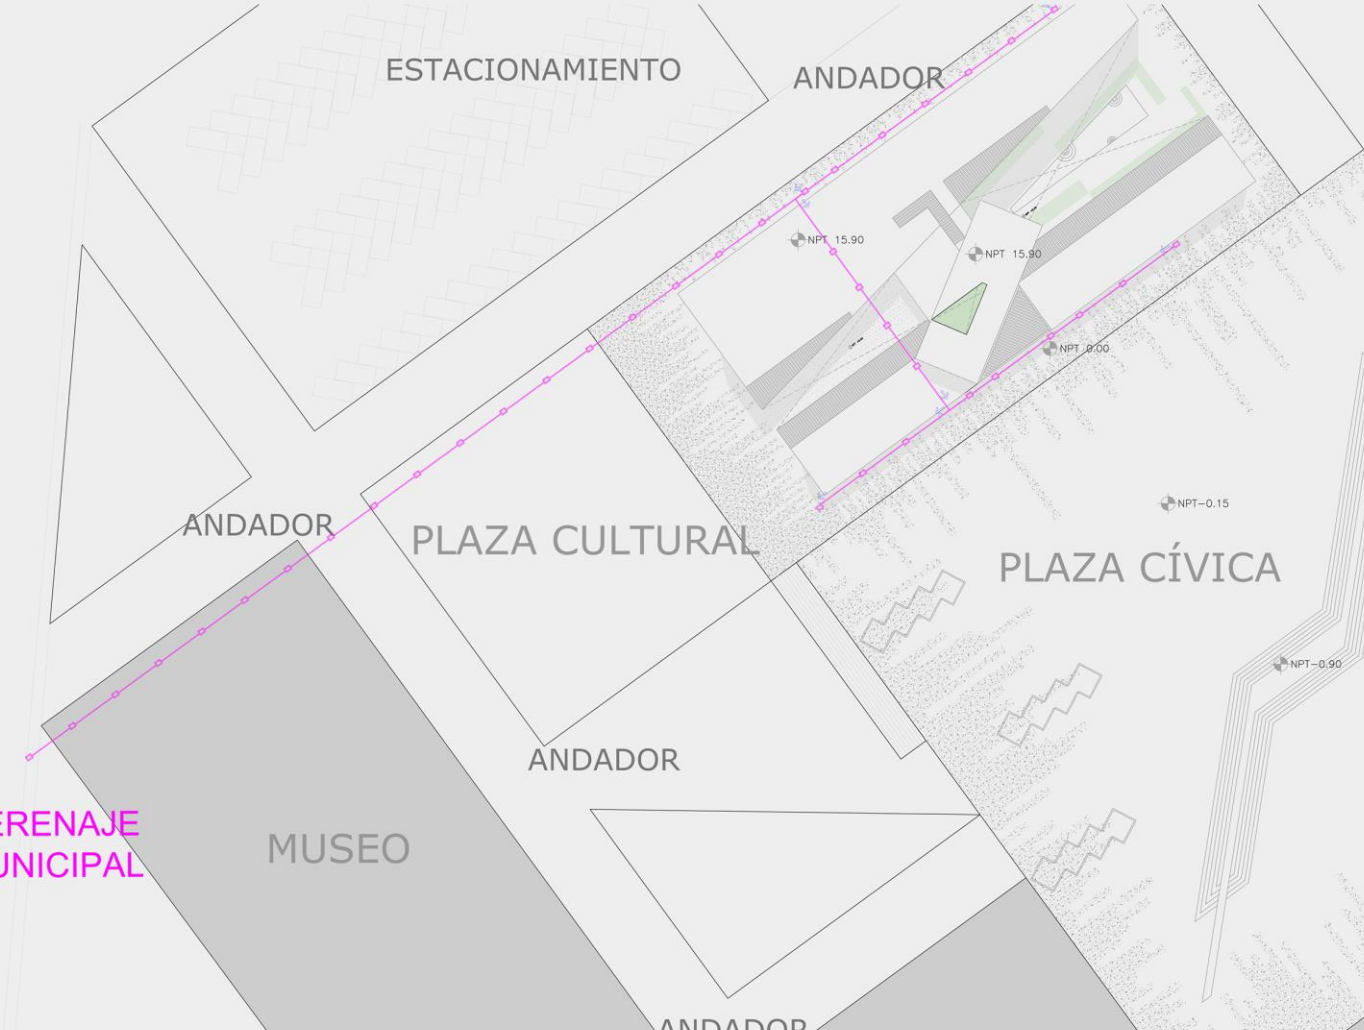 ESTACIONAMIENTO
ANDADOR
NPT 15.90
NPT 15.90
NPT 0.00
NPT-0.15
ANDADOR
PLAZA CULTURAL
PLAZA CÍVICA
NPT-0.90
ANDADOR
ERENAJE
UNICIPAL
MUSEO
ANDADOR